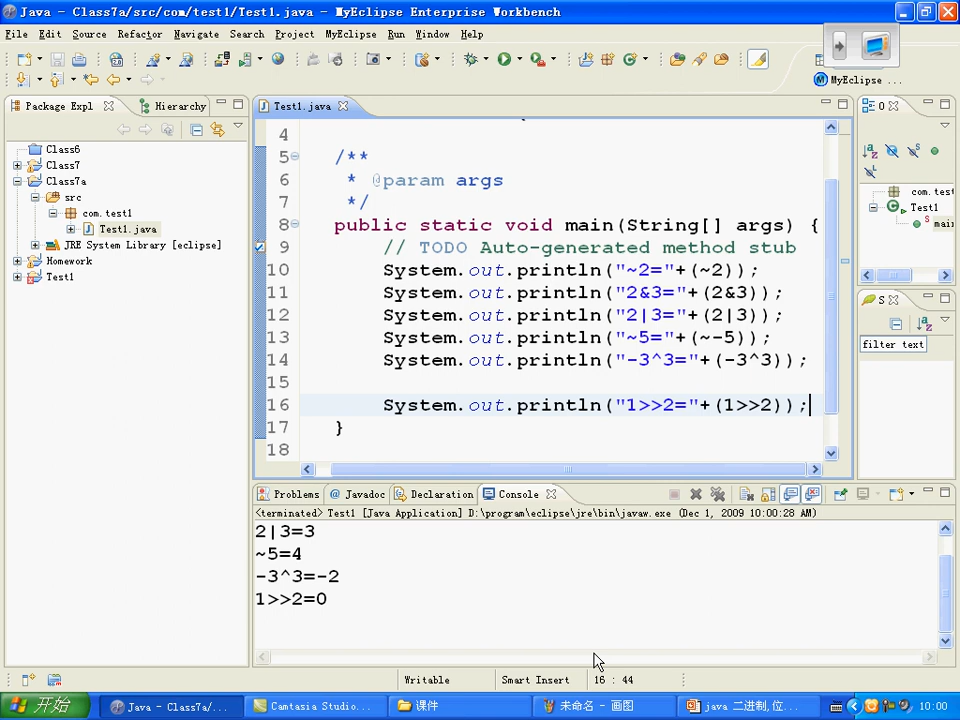 Java - Class7a/src/com/test1/Test1.java - MyEclipse Enterprise Workbench
File Edit Source Refactor Navigate Search Project MyEclipse Run Window Help
MyEclipse ...
Package Expl
Hierarchy
Class6
Class7
Class7a
src
com.test1
Test1.java
JRE System Library [eclipse]
Homework
Test1
Test1.java
4
5 /**
6 * @param args
7 */
8 public static void main(String[] args) {
9 // TODO Auto-generated method stub
10 System.out.println("~2="+(~2));
11 System.out.println("2&3="+(2&3));
12 System.out.println("2|3="+(2|3));
13 System.out.println("~5="+(~-5));
14 System.out.println("-3^3="+(-3^3));
15
16 System.out.println("1>>2="+(1>>2));
17 }
18
O
com.test
Test1
mai
S
filter text
Problems @ Javadoc Declaration Console
<terminated> Test1 [Java Application] D:\program\eclipse\jre\bin\javaw.exe (Dec 1, 2009 10:00:28 AM)
2|3=3
~5=4
-3^3=-2
1>>2=0
Writable Smart Insert 16 : 44
开始 Java - Class7a/... Camtasia Studio... 课件 未命名 - 画图 java 二进制,位... 10:00